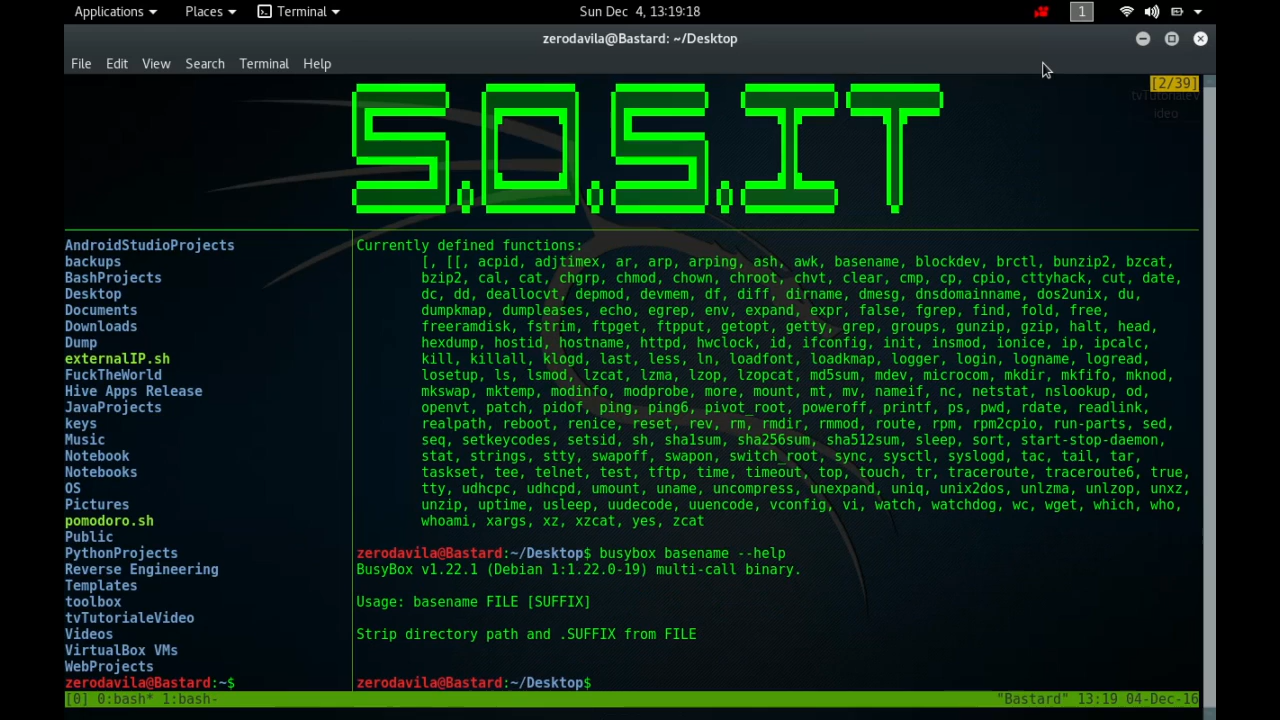 Applications Places Terminal Sun Dec 4, 13:19:18 1
zerodavila@Bastard: ~/Desktop
File Edit View Search Terminal Help
[2/39]
tvTutorialeV
ideo
S.O.S.IT
AndroidStudioProjects
backups
BashProjects
Desktop
Documents
Downloads
Dump
externalIP.sh
FuckTheWorld
Hive Apps Release
JavaProjects
keys
Music
Notebook
Notebooks
OS
Pictures
pomodoro.sh
Public
PythonProjects
Reverse Engineering
Templates
toolbox
tvTutorialeVideo
Videos
VirtualBox VMs
WebProjects
zerodavila@Bastard:~$
Currently defined functions:
[, [[, acpid, adjtimex, ar, arp, arping, ash, awk, basename, blockdev, brctl, bunzip2, bzcat,
bzip2, cal, cat, chgrp, chmod, chown, chroot, chvt, clear, cmp, cp, cpio, cttyhack, cut, date,
dc, dd, deallocvt, depmod, devmem, df, diff, dirname, dmesg, dnsdomainname, dos2unix, du,
dumpkmap, dumpleases, echo, egrep, env, expand, expr, false, fgrep, find, fold, free,
freeramdisk, fstrim, ftpget, ftpput, getopt, getty, grep, groups, gunzip, gzip, halt, head,
hexdump, hostid, hostname, httpd, hwclock, id, ifconfig, init, insmod, ionice, ip, ipcalc,
kill, killall, klogd, last, less, ln, loadfont, loadkmap, logger, login, logname, logread,
losetup, ls, lsmod, lzcat, lzma, lzop, lzopcat, md5sum, mdev, microcom, mkdir, mkfifo, mknod,
mkswap, mktemp, modinfo, modprobe, more, mount, mt, mv, nameif, nc, netstat, nslookup, od,
openvt, patch, pidof, ping, ping6, pivot_root, poweroff, printf, ps, pwd, rdate, readlink,
realpath, reboot, renice, reset, rev, rm, rmdir, rmmod, route, rpm, rpm2cpio, run-parts, sed,
seq, setkeycodes, setsid, sh, sha1sum, sha256sum, sha512sum, sleep, sort, start-stop-daemon,
stat, strings, stty, swapoff, swapon, switch_root, sync, sysctl, syslogd, tac, tail, tar,
taskset, tee, telnet, test, tftp, time, timeout, top, touch, tr, traceroute, traceroute6, true,
tty, udhcpc, udhcpd, umount, uname, uncompress, unexpand, uniq, unix2dos, unlzma, unlzop, unxz,
unzip, uptime, usleep, uudecode, uuencode, vconfig, vi, watch, watchdog, wc, wget, which, who,
whoami, xargs, xz, xzcat, yes, zcat
zerodavila@Bastard:~/Desktop$ busybox basename --help
BusyBox v1.22.1 (Debian 1:1.22.0-19) multi-call binary.
Usage: basename FILE [SUFFIX]
Strip directory path and .SUFFIX from FILE
zerodavila@Bastard:~/Desktop$
[0] 0:bash* 1:bash- "Bastard" 13:19 04-Dec-16